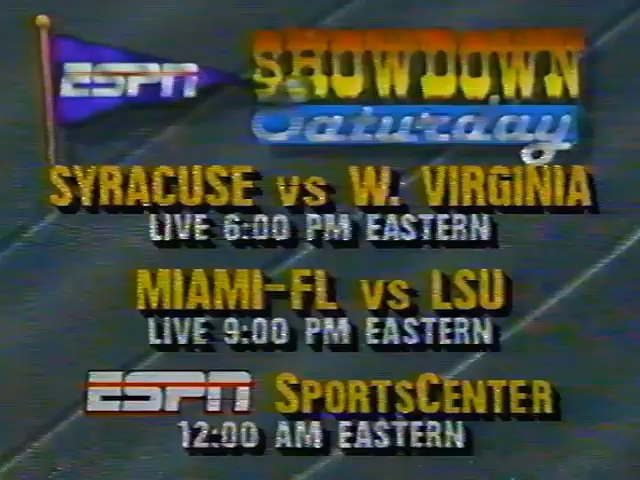 ESPN
SHOWDOWN
Saturday
SYRACUSE vs W. VIRGINIA
LIVE 6:00 PM EASTERN
MIAMI-FL vs LSU
LIVE 9:00 PM EASTERN
ESPN SPORTSCENTER
12:00 AM EASTERN